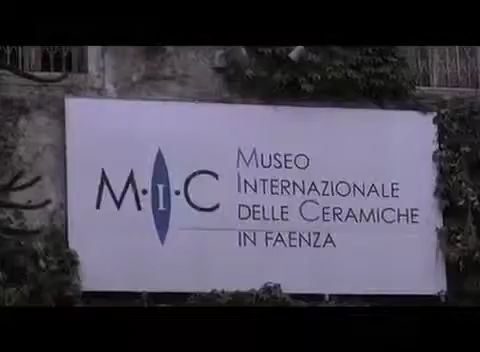 M·I·C
MUSEO
INTERNAZIONALE
DELLE CERAMICHE
IN FAENZA